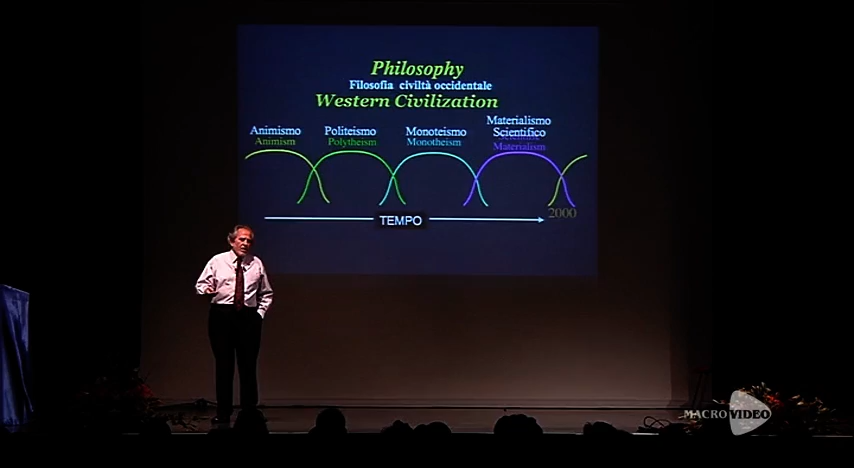 Philosophy
Filosofia civiltà occidentale
Western Civilization
Animismo
Animism
Politeismo
Polytheism
Monoteismo
Monotheism
Materialismo
Scientifico
Materialism
TEMPO
2000
MACROVIDEO